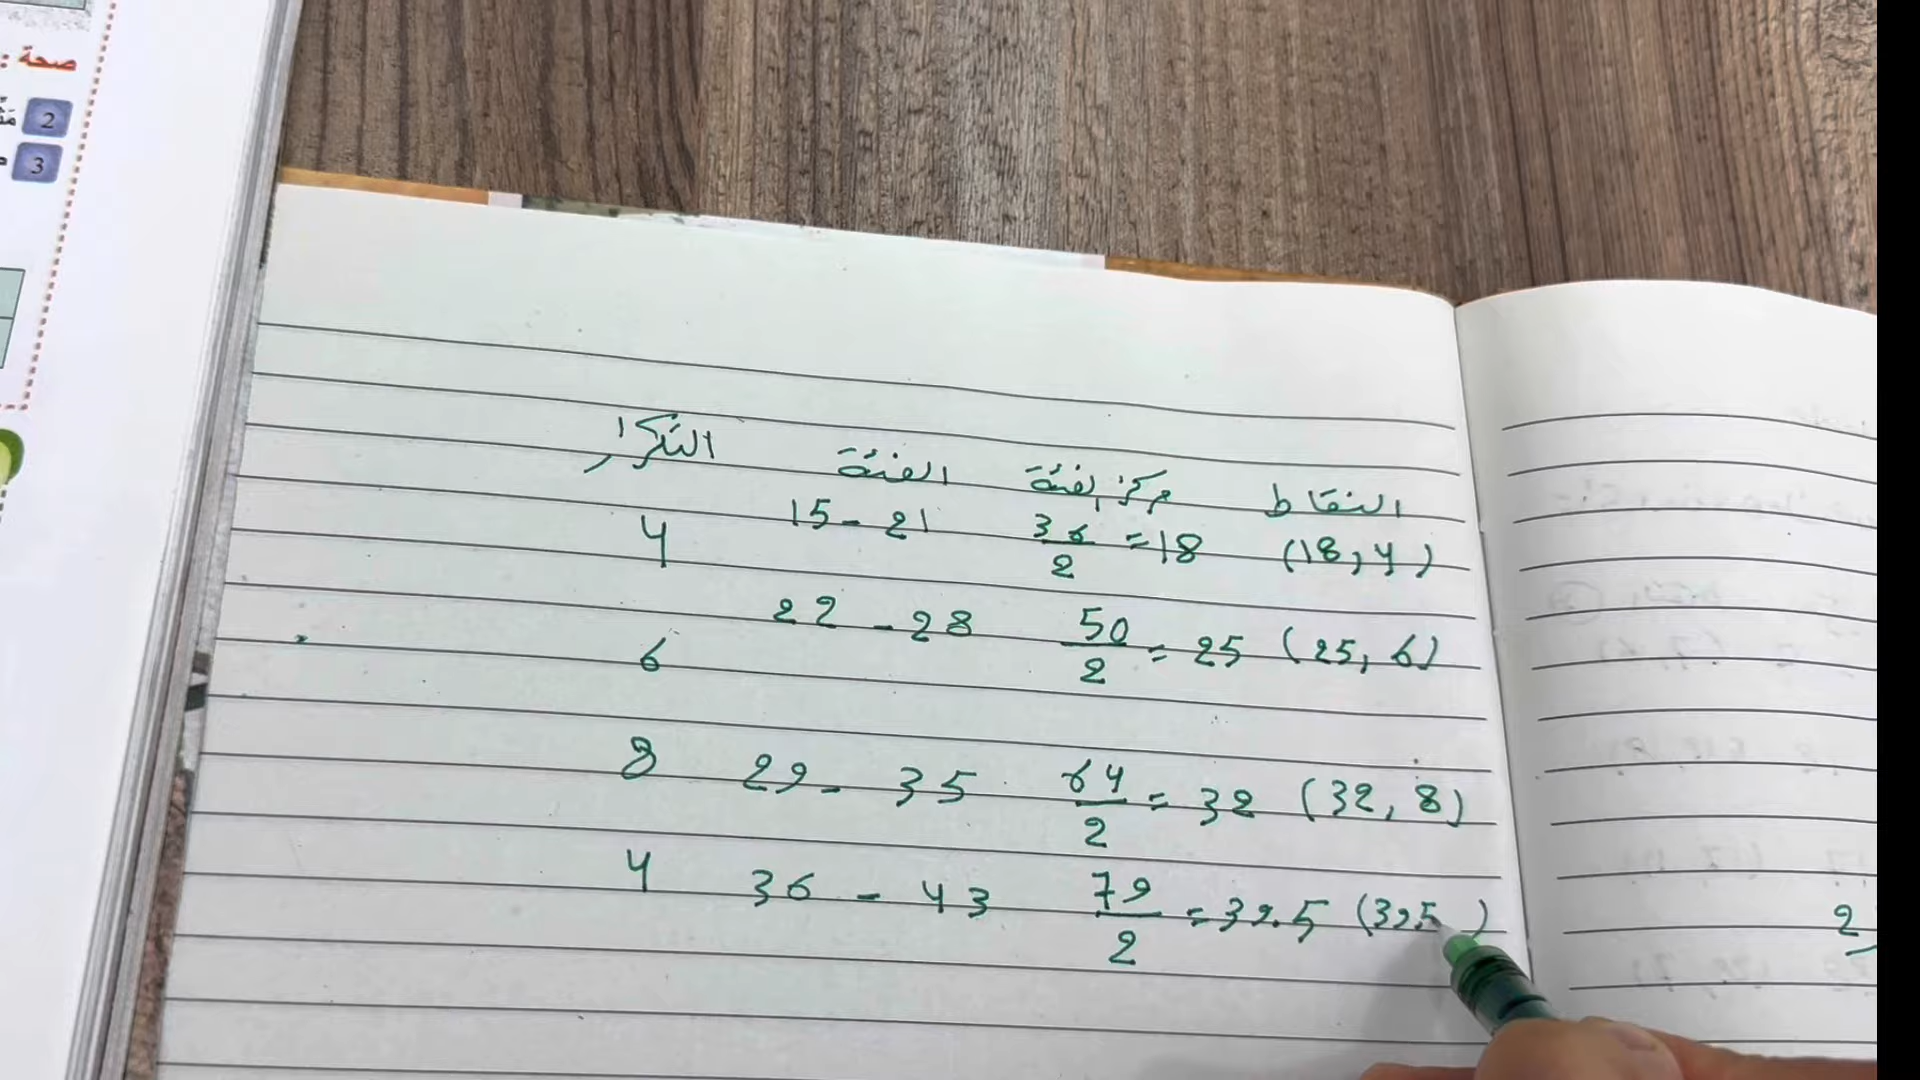 صحة :
2
3
النقاط مركز الفئة الفئة التكرار
4 15 - 21 36/2 = 18 (18, 4)
6 22 - 28 50/2 = 25 (25, 6)
8 29 - 35 64/2 = 32 (32, 8)
4 36 - 43 79/2 = 39.5 (39.5 )
2